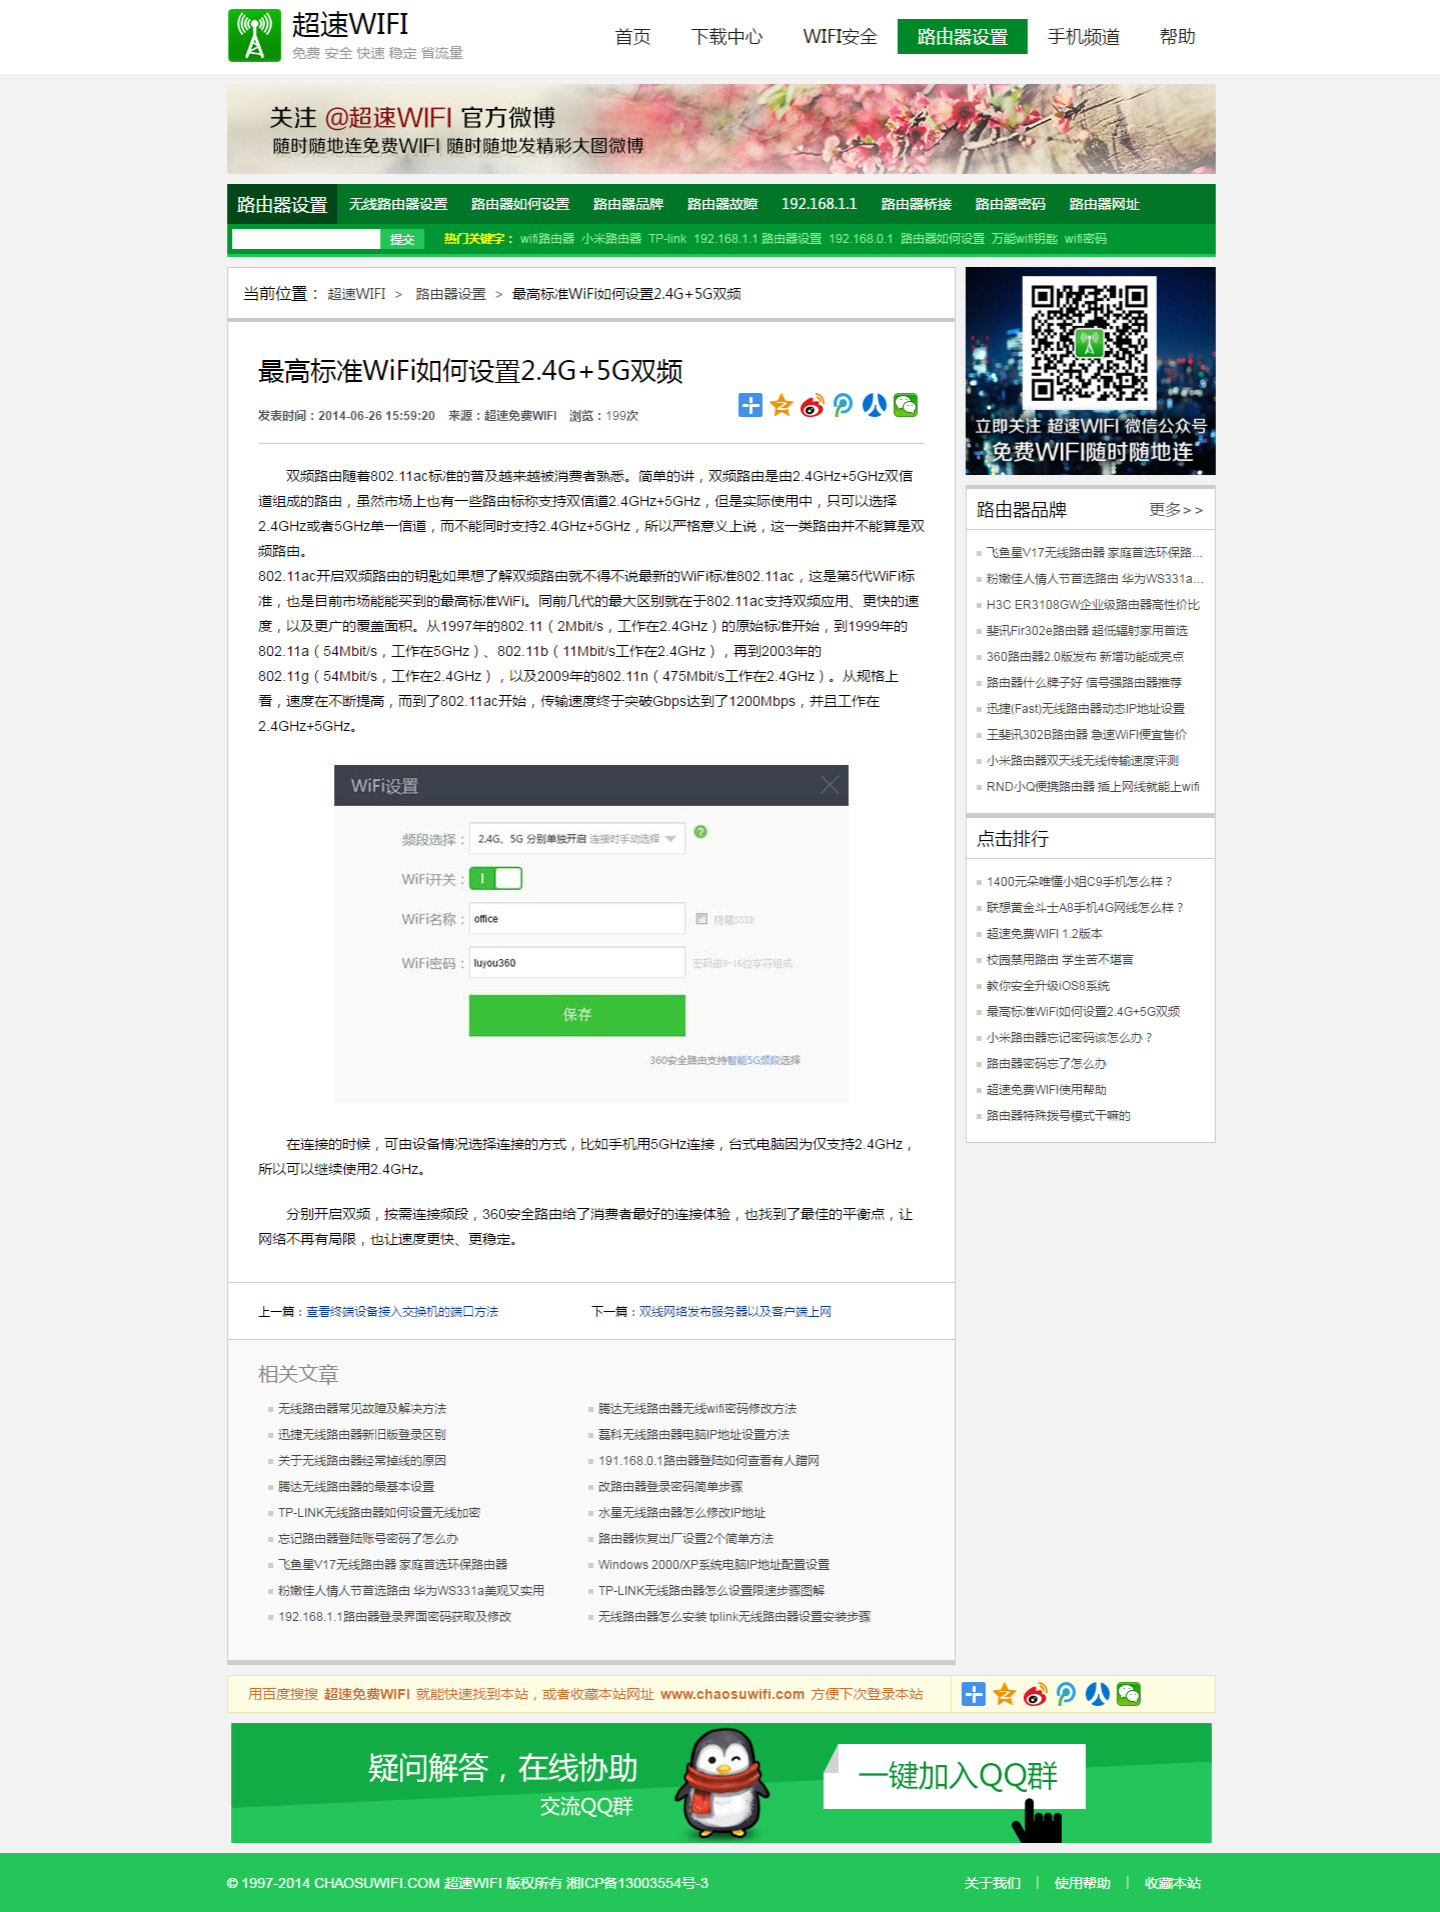 超速WIFI
免费 安全 快速 稳定 省流量
首页 下载中心 WIFI安全 路由器设置 手机频道 帮助
关注 @超速WIFI 官方微博
随时随地连免费WIFI 随时随地发精彩大图微博
路由器设置 无线路由器设置 路由器如何设置 路由器品牌 路由器故障 192.168.1.1 路由器桥接 路由器密码 路由器网址
提交 热门关键字： wifi路由器 小米路由器 TP-link 192.168.1.1 路由器设置 192.168.0.1 路由器如何设置 万能wifi钥匙 wifi密码
当前位置： 超速WIFI > 路由器设置 > 最高标准WiFi如何设置2.4G+5G双频
最高标准WiFi如何设置2.4G+5G双频
发表时间：2014-06-26 15:59:20 来源：超速免费WIFI 浏览：199次
双频路由随着802.11ac标准的普及越来越被消费者熟悉。简单的讲，双频路由是由2.4GHz+5GHz双信
道组成的路由，虽然市场上也有一些路由标称支持双信道2.4GHz+5GHz，但是实际使用中，只可以选择
2.4GHz或者5GHz单一信道，而不能同时支持2.4GHz+5GHz，所以严格意义上说，这一类路由并不能算是双
频路由。
802.11ac开启双频路由的钥匙如果想了解双频路由就不得不说最新的WiFi标准802.11ac，这是第5代WiFi标
准，也是目前市场能能买到的最高标准WiFi。同前几代的最大区别就在于802.11ac支持双频应用、更快的速
度，以及更广的覆盖面积。从1997年的802.11（2Mbit/s，工作在2.4GHz）的原始标准开始，到1999年的
802.11a（54Mbit/s，工作在5GHz）、802.11b（11Mbit/s工作在2.4GHz），再到2003年的
802.11g（54Mbit/s，工作在2.4GHz），以及2009年的802.11n（475Mbit/s工作在2.4GHz）。从规格上
看，速度在不断提高，而到了802.11ac开始，传输速度终于突破Gbps达到了1200Mbps，并且工作在
2.4GHz+5GHz。
WiFi设置
频段选择： 2.4G、5G 分别单独开启 连接时手动选择
WiFi开关：
WiFi名称： office 隐藏SSID
WiFi密码： luyou360 密码由8-16位字符组成
保存
360安全路由支持智能5G频段选择
在连接的时候，可由设备情况选择连接的方式，比如手机用5GHz连接，台式电脑因为仅支持2.4GHz，
所以可以继续使用2.4GHz。
分别开启双频，按需连接频段，360安全路由给了消费者最好的连接体验，也找到了最佳的平衡点，让
网络不再有局限，也让速度更快、更稳定。
上一篇：查看终端设备接入交换机的端口方法 下一篇：双线网络发布服务器以及客户端上网
相关文章
无线路由器常见故障及解决方法
腾达无线路由器无线wifi密码修改方法
迅捷无线路由器新旧版登录区别
磊科无线路由器电脑IP地址设置方法
关于无线路由器经常掉线的原因
191.168.0.1路由器登陆如何查看有人蹭网
腾达无线路由器的最基本设置
改路由器登录密码简单步骤
TP-LINK无线路由器如何设置无线加密
水星无线路由器怎么修改IP地址
忘记路由器登陆账号密码了怎么办
路由器恢复出厂设置2个简单方法
飞鱼星V17无线路由器 家庭首选环保路由器
Windows 2000/XP系统电脑IP地址配置设置
粉嫩佳人情人节首选路由 华为WS331a美观又实用
TP-LINK无线路由器怎么设置限速步骤图解
192.168.1.1路由器登录界面密码获取及修改
无线路由器怎么安装 tplink无线路由器设置安装步骤
立即关注 超速WIFI 微信公众号
免费WIFI随时随地连
路由器品牌 更多>>
飞鱼星V17无线路由器 家庭首选环保路...
粉嫩佳人情人节首选路由 华为WS331a...
H3C ER3108GW企业级路由器高性价比
斐讯Fir302e路由器 超低辐射家用首选
360路由器2.0版发布 新增功能成亮点
路由器什么牌子好 信号强路由器推荐
迅捷(Fast)无线路由器动态IP地址设置
王斐讯302B路由器 急速WiFI便宜售价
小米路由器双天线无线传输速度评测
RND小Q便携路由器 插上网线就能上wifi
点击排行
1400元朵唯懂小姐C9手机怎么样？
联想黄金斗士A8手机4G网线怎么样？
超速免费WIFI 1.2版本
校园禁用路由 学生苦不堪言
教你安全升级iOS8系统
最高标准WiFi如何设置2.4G+5G双频
小米路由器忘记密码该怎么办？
路由器密码忘了怎么办
超速免费WIFI使用帮助
路由器特殊拨号模式干嘛的
用百度搜搜 超速免费WIFI 就能快速找到本站，或者收藏本站网址 www.chaosuwifi.com 方便下次登录本站
疑问解答，在线协助
交流QQ群
一键加入QQ群
© 1997-2014 CHAOSUWIFI.COM 超速WIFI 版权所有 湘ICP备13003554号-3
关于我们 | 使用帮助 | 收藏本站